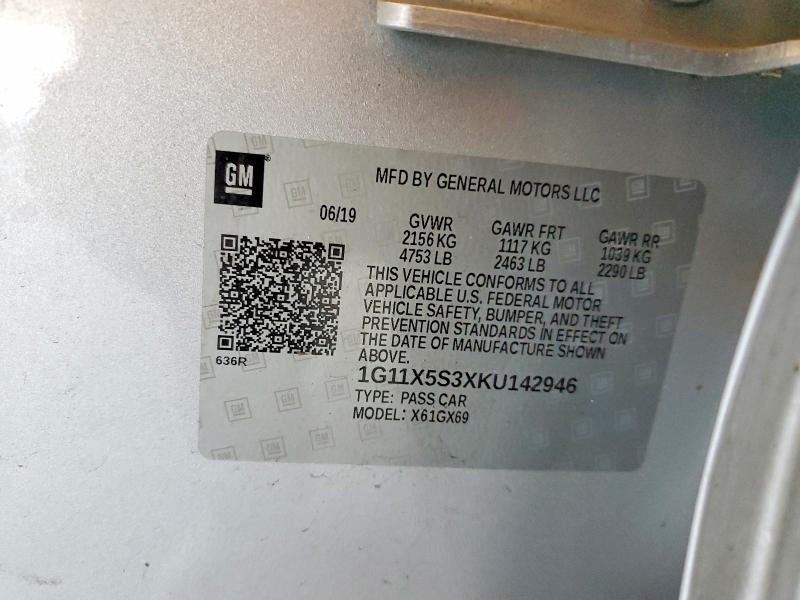 GM
MFD BY GENERAL MOTORS LLC
06/19
GVWR GAWR FRT GAWR RR
2156 KG 1117 KG 1039 KG
4753 LB 2463 LB 2290 LB
THIS VEHICLE CONFORMS TO ALL
APPLICABLE U.S. FEDERAL MOTOR
VEHICLE SAFETY, BUMPER, AND THEFT
PREVENTION STANDARDS IN EFFECT ON
THE DATE OF MANUFACTURE SHOWN
ABOVE.
636R
1G11X5S3XKU142946
TYPE: PASS CAR
MODEL: X61GX69